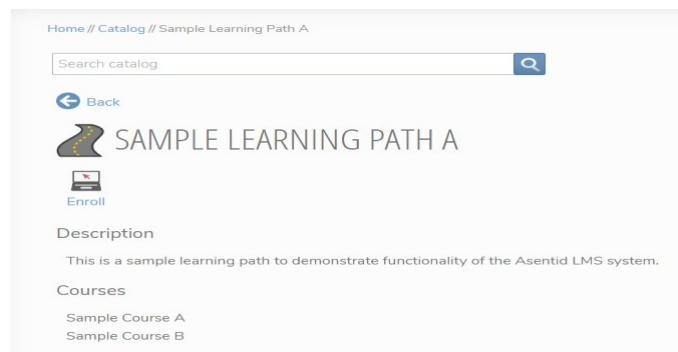 Home // Catalog // Sample Learning Path A
Search catalog
Back
SAMPLE LEARNING PATH A
Enroll
Description
This is a sample learning path to demonstrate functionality of the Asentid LMS system.
Courses
Sample Course A
Sample Course B